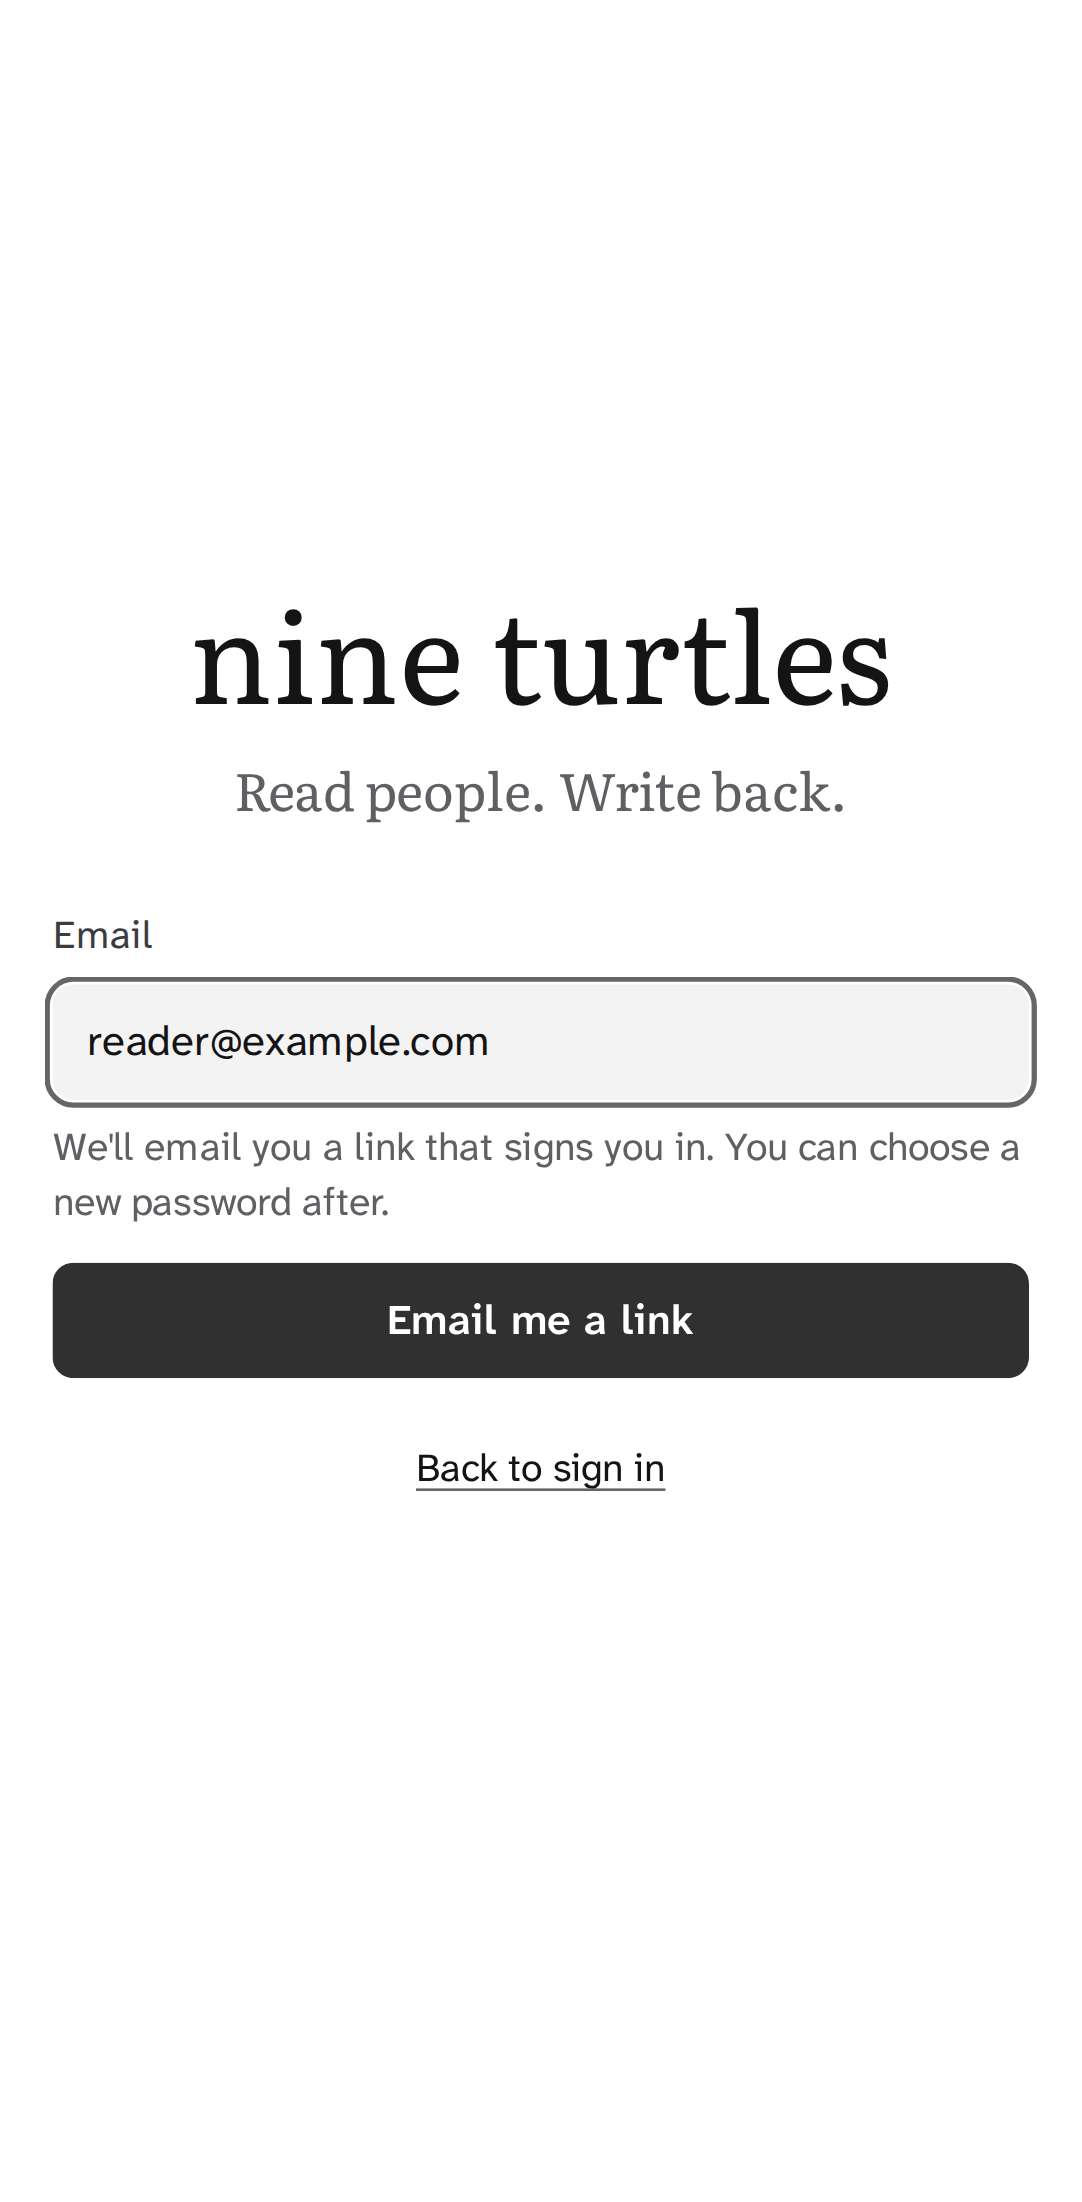 nine turtles
Read people. Write back.
Email
reader@example.com
We'll email you a link that signs you in. You can choose a
new password after.
Email me a link
Back to sign in